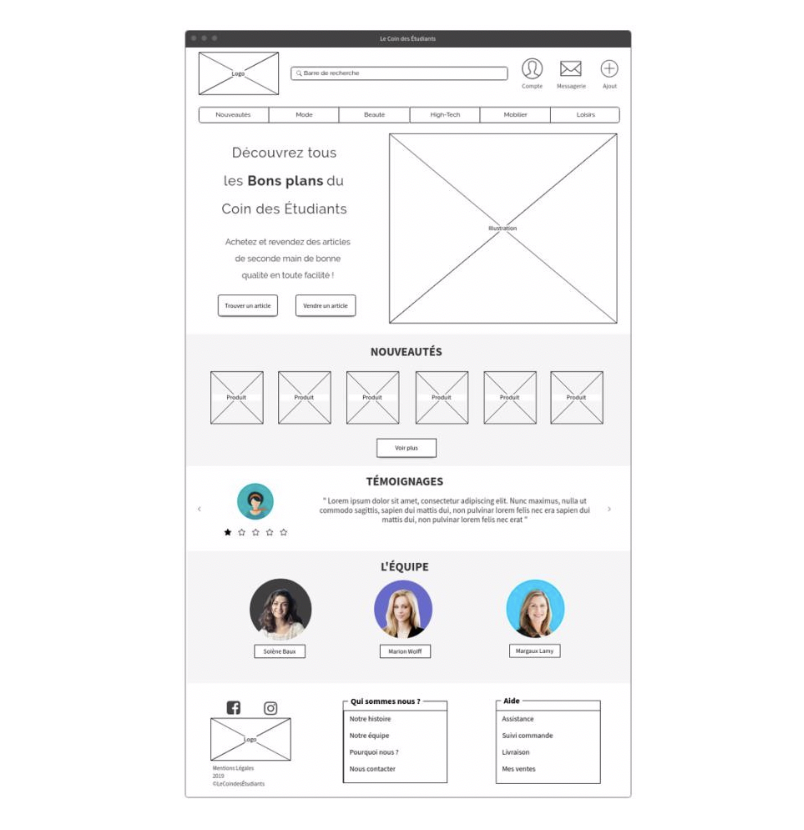 Le Coin des Étudiants
Logo
Barre de recherche
Compte
Messagerie
Ajout
Nouveautés
Mode
Beauté
High-Tech
Mobilier
Loisirs
Découvrez tous
les Bons plans du
Coin des Étudiants
Achetez et revendez des articles
de seconde main de bonne
qualité en toute facilité !
Trouver un article
Vendre un article
Illustration
NOUVEAUTÉS
Produit
Produit
Produit
Produit
Produit
Produit
Voir plus
TÉMOIGNAGES
" Lorem ipsum dolor sit amet, consectetur adipiscing elit. Nunc maximus, nulla ut
commodo sagittis, sapien dui mattis dui, non pulvinar lorem felis nec era sapien dui
mattis dui, non pulvinar lorem felis nec erat "
L'ÉQUIPE
Solène Baux
Marion Wolff
Margaux Lamy
Logo
Mentions Légales
2019
©LeCoindesÉtudiants
Qui sommes nous ?
Notre histoire
Notre équipe
Pourquoi nous ?
Nous contacter
Aide
Assistance
Suivi commande
Livraison
Mes ventes